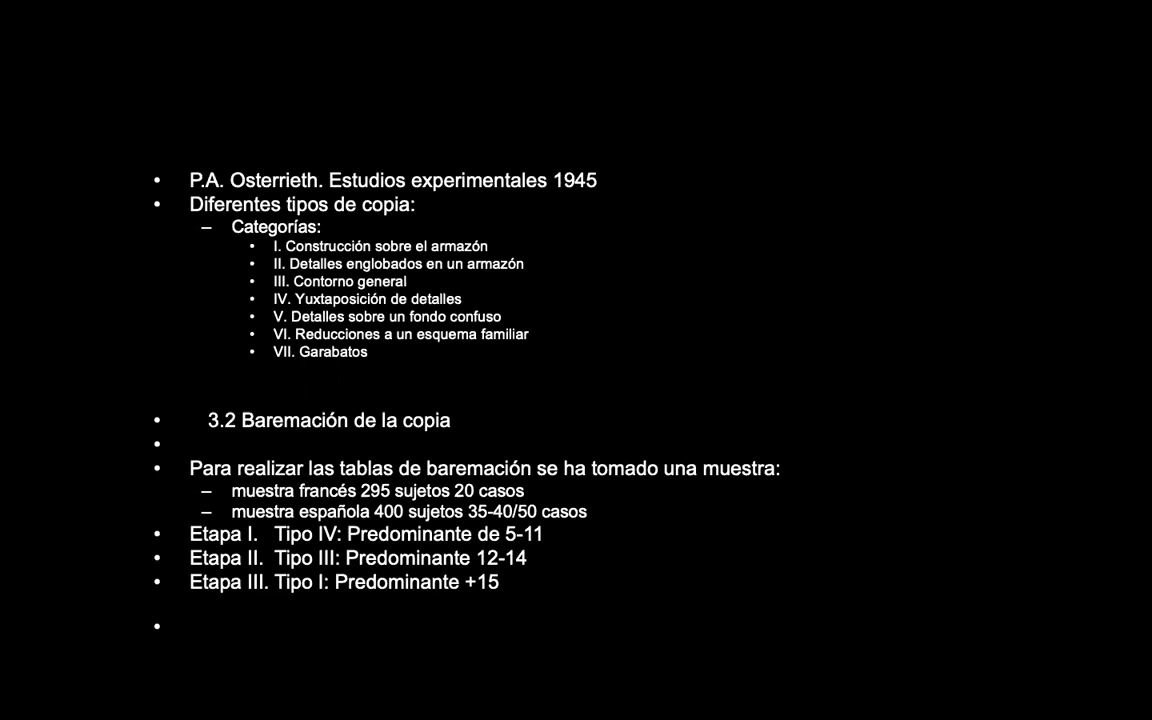 • P.A. Osterrieth. Estudios experimentales 1945
• Diferentes tipos de copia:
– Categorías:
• I. Construcción sobre el armazón
• II. Detalles englobados en un armazón
• III. Contorno general
• IV. Yuxtaposición de detalles
• V. Detalles sobre un fondo confuso
• VI. Reducciones a un esquema familiar
• VII. Garabatos
• 3.2 Baremación de la copia
•
• Para realizar las tablas de baremación se ha tomado una muestra:
– muestra francés 295 sujetos 20 casos
– muestra española 400 sujetos 35-40/50 casos
• Etapa I. Tipo IV: Predominante de 5-11
• Etapa II. Tipo III: Predominante 12-14
• Etapa III. Tipo I: Predominante +15
•